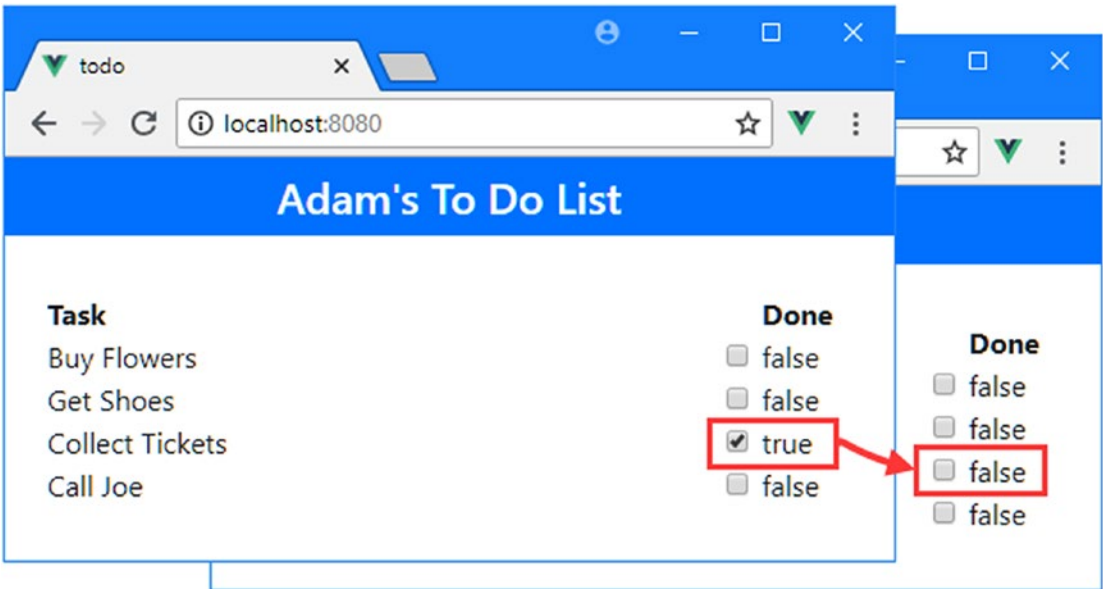 todo
localhost:8080
Adam's To Do List
Task Done
Buy Flowers false
Get Shoes false
Collect Tickets true
Call Joe false
Done
false
false
false
false